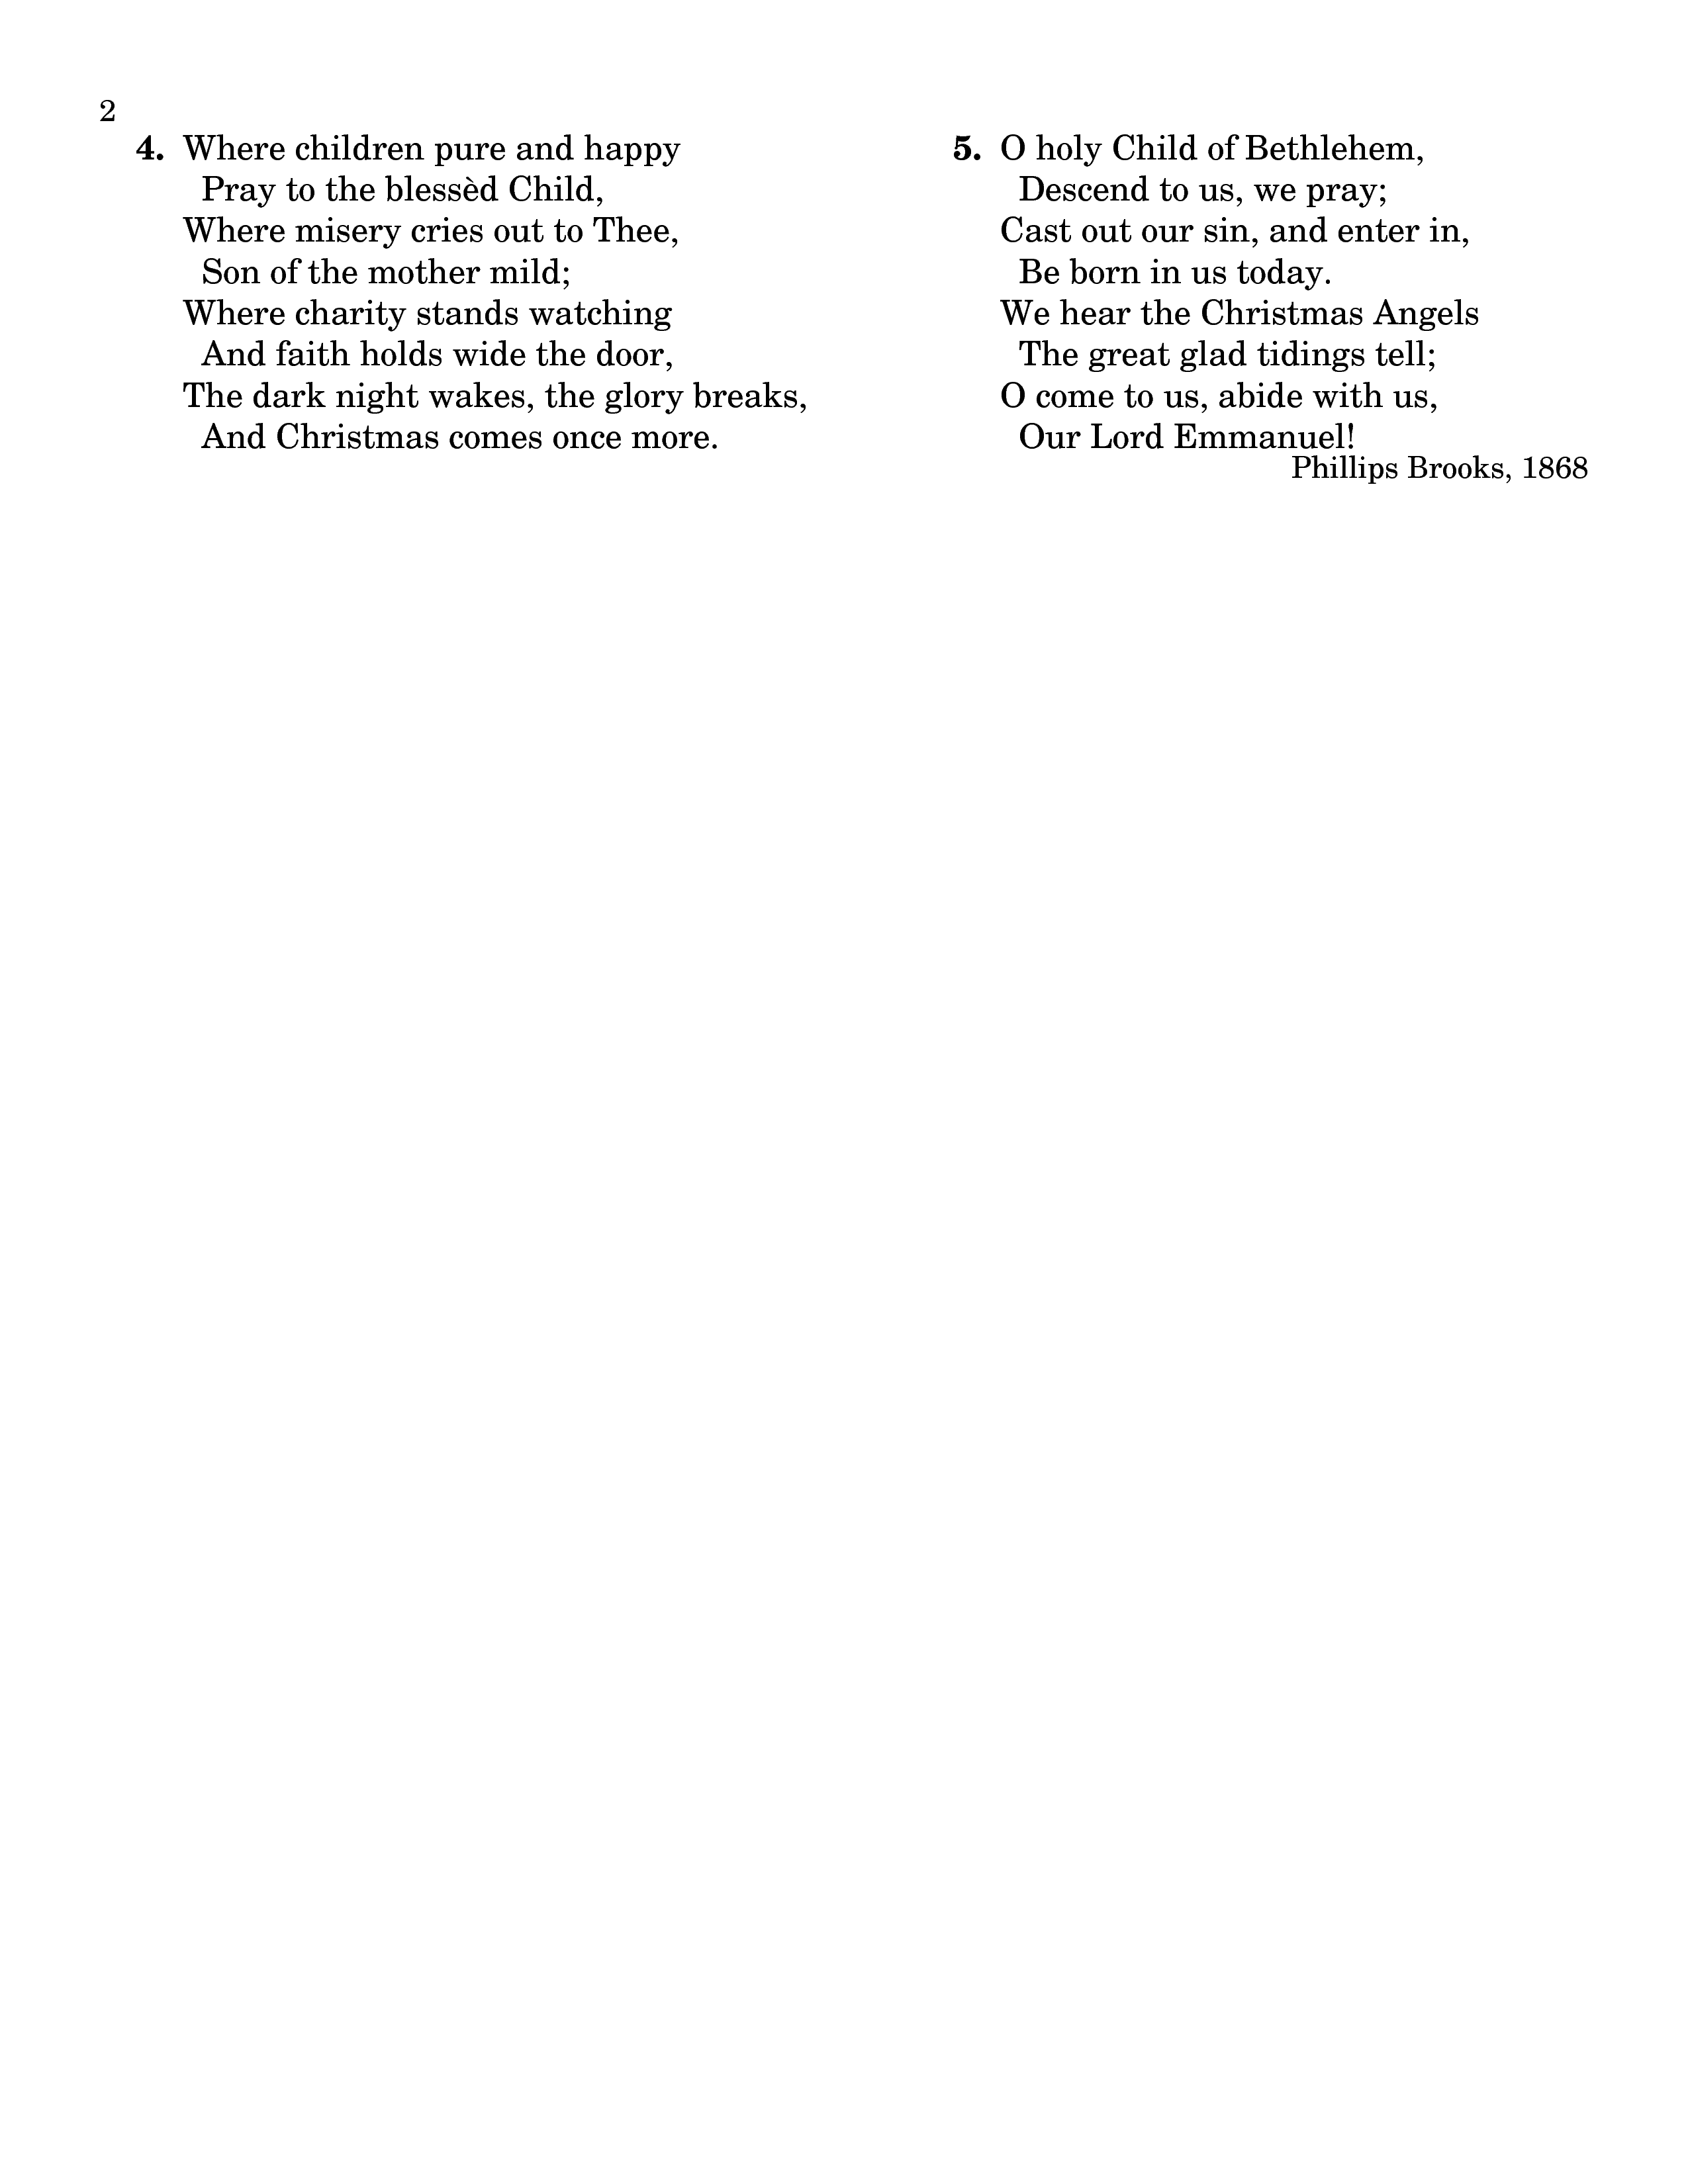 2
4. Where children pure and happy
Pray to the blessèd Child,
Where misery cries out to Thee,
Son of the mother mild;
Where charity stands watching
And faith holds wide the door,
The dark night wakes, the glory breaks,
And Christmas comes once more.
5. O holy Child of Bethlehem,
Descend to us, we pray;
Cast out our sin, and enter in,
Be born in us today.
We hear the Christmas Angels
The great glad tidings tell;
O come to us, abide with us,
Our Lord Emmanuel!
Phillips Brooks, 1868